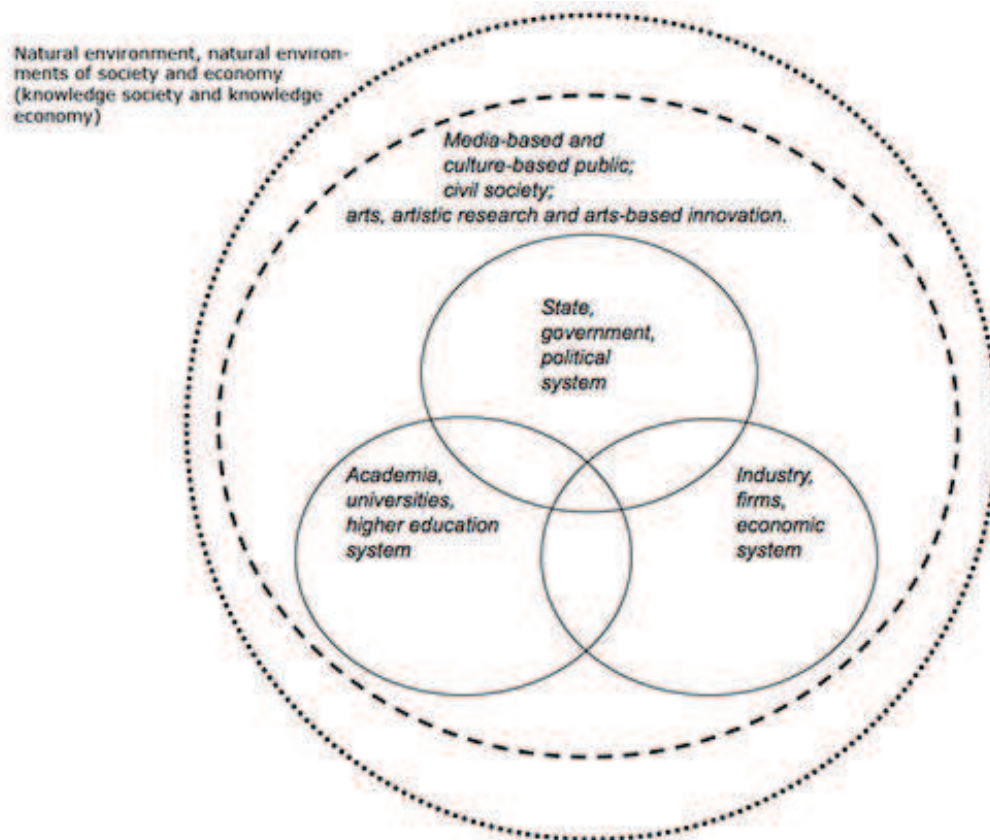 Natural environment, natural environ-
ments of society and economy
(knowledge society and knowledge
economy)
Media-based and
culture-based public;
civil society;
arts, artistic research and arts-based innovation.
State,
government,
political
system
Academia,
universities,
higher education
system
Industry,
firms,
economic
system